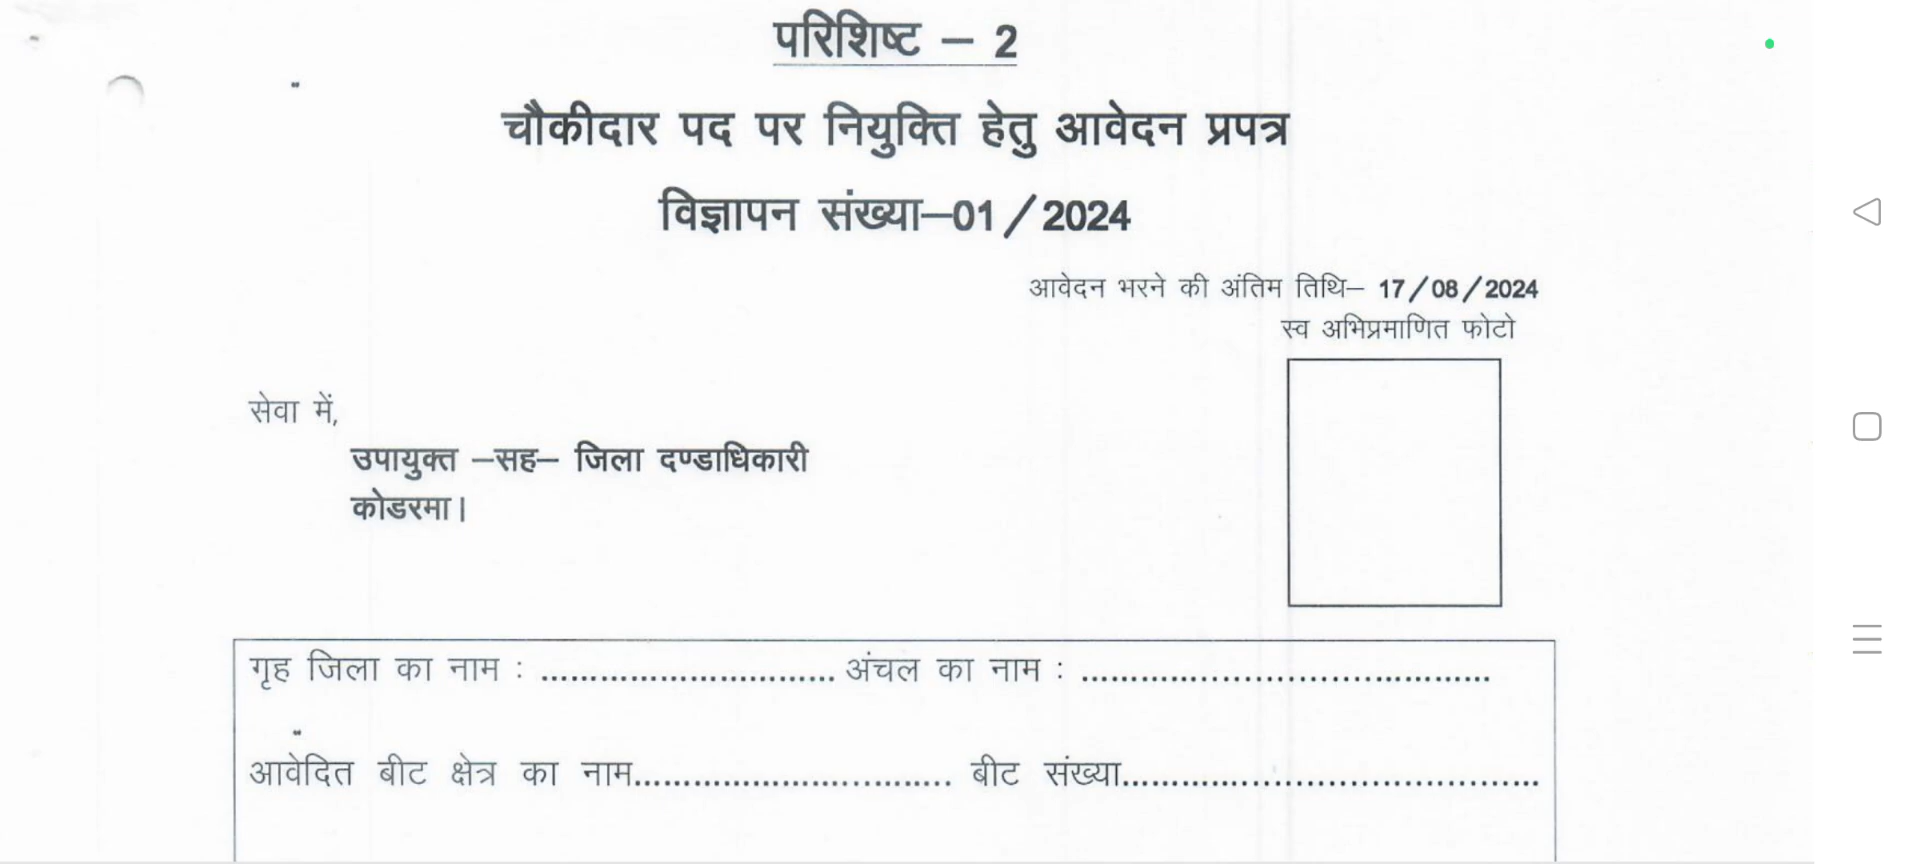 परिशिष्ट – 2
चौकीदार पद पर नियुक्ति हेतु आवेदन प्रपत्र
विज्ञापन संख्या–01 / 2024
आवेदन भरने की अंतिम तिथि– 17 / 08 / 2024
स्व अभिप्रमाणित फोटो
सेवा में,
उपायुक्त –सह– जिला दण्डाधिकारी
कोडरमा।
गृह जिला का नाम : .............................. अंचल का नाम : ..........................................
आवेदित बीट क्षेत्र का नाम................................ बीट संख्या...........................................